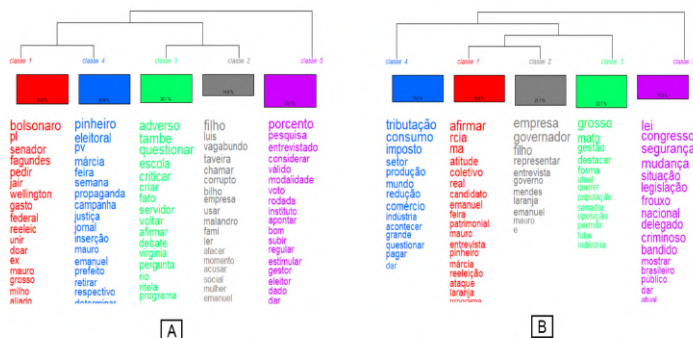 classe 1
classe 4
classe 3
classe 2
classe 5
bolsonaro
pl
senador
fagundes
pedir
jair
wellington
gasto
federal
reeleic
unir
doar
ex
mauro
grosso
milho
aliado
pinheiro
eleitoral
pv
márcia
feira
semana
propaganda
campanha
justiça
jornal
inserção
mauro
emanuel
prefeito
retirar
respectivo
determinar
adverso
tambe
questionar
escola
criticar
criar
fato
servidor
voltar
afirmar
debate
virginia
pergunta
rio
ritela
programa
filho
luis
vagabundo
taveira
chamar
corrupto
bilho
empresa
usar
malandro
fami
ler
atacar
momento
acusar
social
mulher
emanuel
porcento
pesquisa
entrevistado
considerar
válido
modalidade
voto
rodada
instituto
apontar
bom
subir
regular
estimular
gestor
eleitor
dado
dar
A
classe 4
classe 1
classe 2
classe 3
tributação
consumo
imposto
setor
produção
mundo
redução
comércio
indústria
acontecer
grande
questionar
pagar
dar
afirmar
rcia
ma
atitude
coletivo
real
candidato
emanuel
feira
patrimonial
mauro
entrevista
pinheiro
márcia
reeleição
ataque
laranja
programa
empresa
governador
filho
representar
entrevista
governo
mendes
laranja
emanuel
mauro
e
grosso
mato
gestão
destacar
forma
atual
querer
população
senador
oposição
permitir
falar
indústria
lei
congresso
segurança
mudança
situação
legislação
frouxo
nacional
delegado
criminoso
bandido
mostrar
brasileiro
público
dar
atual
B